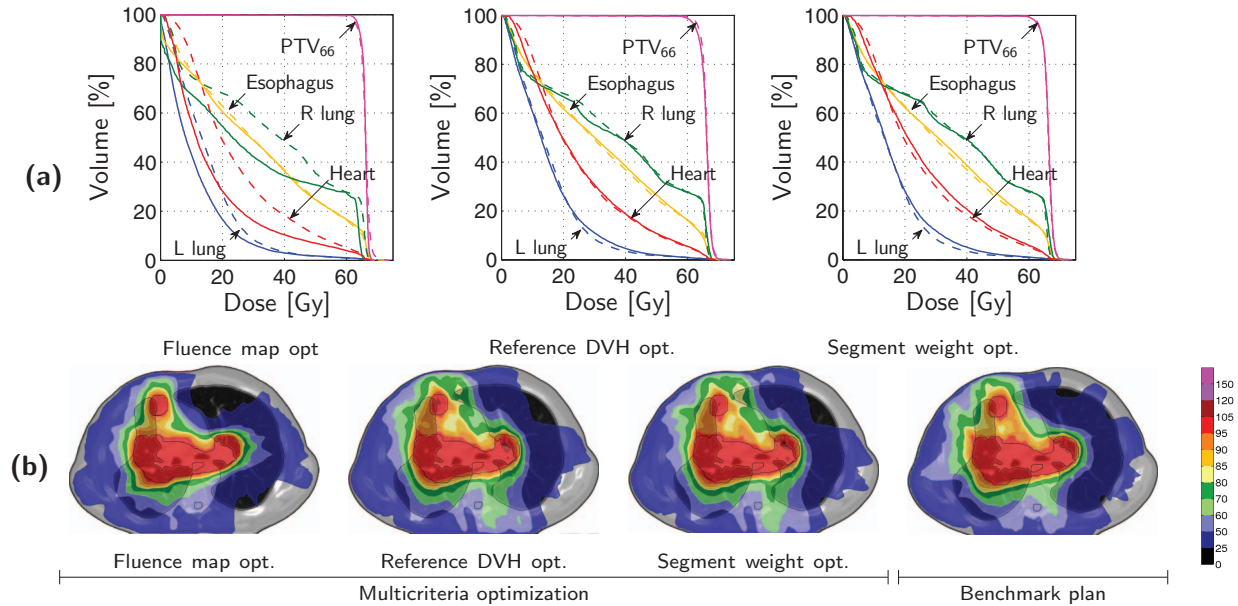 (a)
Volume [%]
100
80
60
40
20
0
PTV66
Esophagus
R lung
Heart
L lung
0
20
40
60
Dose [Gy]
Fluence map opt
Volume [%]
100
80
60
40
20
0
PTV66
Esophagus
R lung
Heart
L lung
0
20
40
60
Dose [Gy]
Reference DVH opt.
Volume [%]
100
80
60
40
20
0
PTV66
Esophagus
R lung
Heart
L lung
0
20
40
60
Dose [Gy]
Segment weight opt.
(b)
150
120
105
95
90
85
80
70
60
50
25
0
Fluence map opt.
Reference DVH opt.
Segment weight opt.
Multicriteria optimization
Benchmark plan